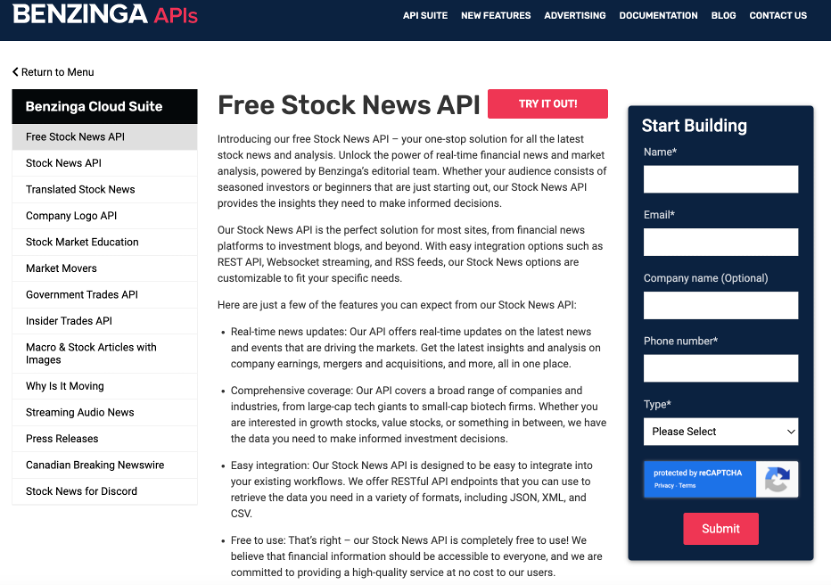 BENZINGA APIs
API SUITE NEW FEATURES ADVERTISING DOCUMENTATION BLOG CONTACT US
Return to Menu
Benzinga Cloud Suite
Free Stock News API
Stock News API
Translated Stock News
Company Logo API
Stock Market Education
Market Movers
Government Trades API
Insider Trades API
Macro & Stock Articles with
Images
Why Is It Moving
Streaming Audio News
Press Releases
Canadian Breaking Newswire
Stock News for Discord
Free Stock News API
TRY IT OUT!
Introducing our free Stock News API – your one-stop solution for all the latest
stock news and analysis. Unlock the power of real-time financial news and market
analysis, powered by Benzinga's editorial team. Whether your audience consists of
seasoned investors or beginners that are just starting out, our Stock News API
provides the insights they need to make informed decisions.
Our Stock News API is the perfect solution for most sites, from financial news
platforms to investment blogs, and beyond. With easy integration options such as
REST API, Websocket streaming, and RSS feeds, our Stock News options are
customizable to fit your specific needs.
Here are just a few of the features you can expect from our Stock News API:
• Real-time news updates: Our API offers real-time updates on the latest news
and events that are driving the markets. Get the latest insights and analysis on
company earnings, mergers and acquisitions, and more, all in one place.
• Comprehensive coverage: Our API covers a broad range of companies and
industries, from large-cap tech giants to small-cap biotech firms. Whether you
are interested in growth stocks, value stocks, or something in between, we have
the data you need to make informed investment decisions.
• Easy integration: Our Stock News API is designed to be easy to integrate into
your existing workflows. We offer RESTful API endpoints that you can use to
retrieve the data you need in a variety of formats, including JSON, XML, and
CSV.
• Free to use: That's right – our Stock News API is completely free to use! We
believe that financial information should be accessible to everyone, and we are
committed to providing a high-quality service at no cost to our users.
Start Building
Name*
Email*
Company name (Optional)
Phone number*
Type*
Please Select
protected by reCAPTCHA
Privacy - Terms
Submit